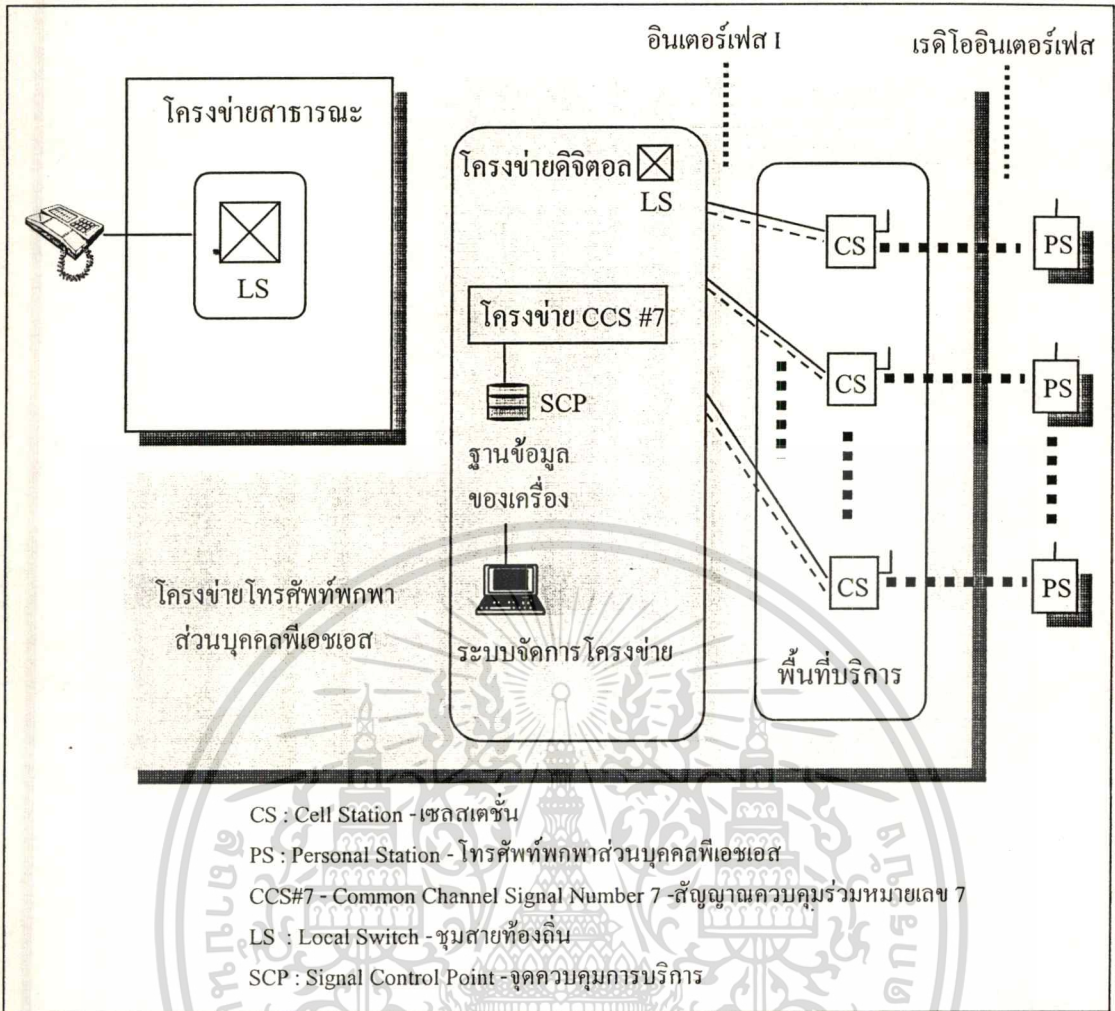 อินเตอร์เฟส I
เรดิโออินเตอร์เฟส
โครงข่ายสาธารณะ
LS
โครงข่ายดิจิตอล
LS
โครงข่าย CCS #7
SCP
ฐานข้อมูล
ของเครื่อง
ระบบจัดการโครงข่าย
CS
PS
CS
PS
CS
PS
พื้นที่บริการ
โครงข่ายโทรศัพท์พกพา
ส่วนบุคคลพีเอชเอส
CS : Cell Station - เซลสเตชั่น
PS : Personal Station - โทรศัพท์พกพาส่วนบุคคลพีเอชเอส
CCS#7 - Common Channel Signal Number 7 -สัญญาณควบคุมร่วมหมายเลข 7
LS : Local Switch - ชุมสายท้องถิ่น
SCP : Signal Control Point -จุดควบคุมการบริการ